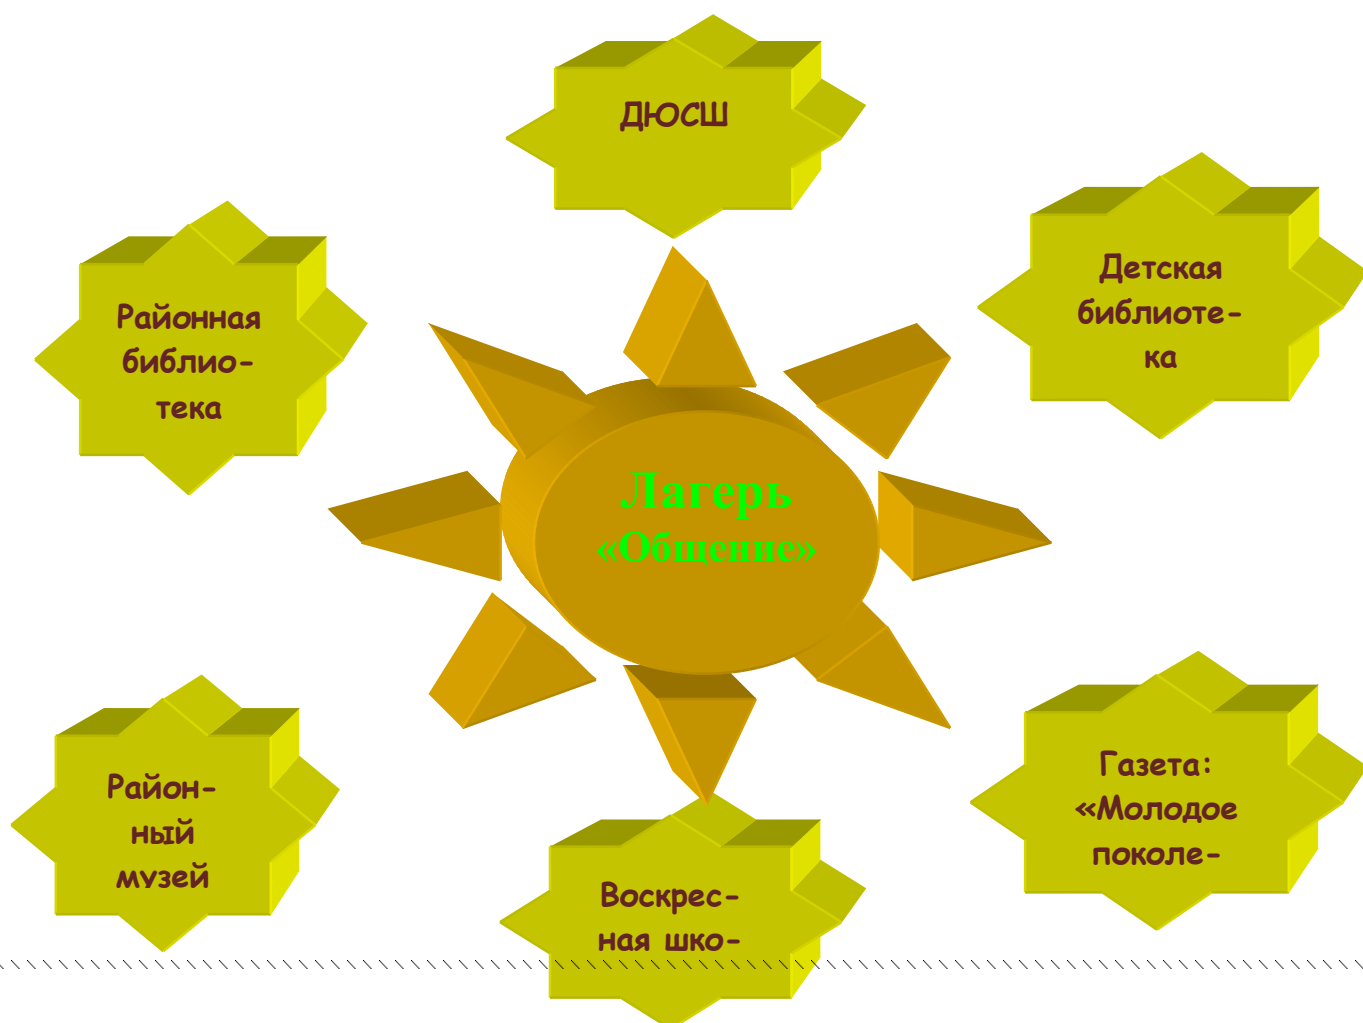 ДЮСШ
Детская
библиоте-
ка
Районная
библио-
тека
Лагерь
«Общение»
Район-
ный
музей
Газета:
«Молодое
поколе-
Воскрес-
ная шко-